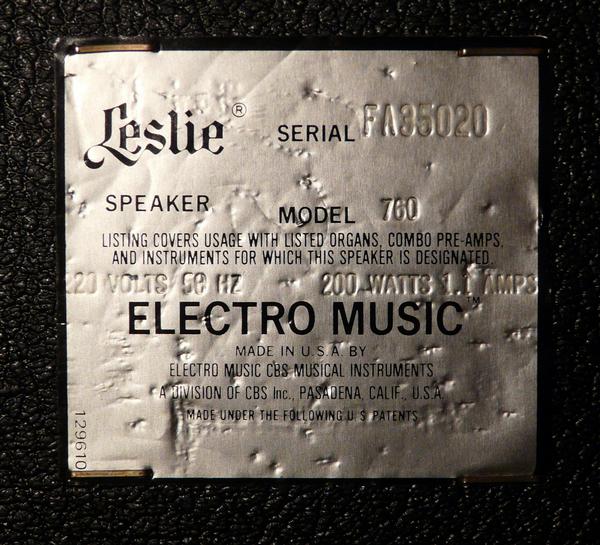 Leslie®
SERIAL FA35020
SPEAKER
MODEL 760
LISTING COVERS USAGE WITH LISTED ORGANS, COMBO PRE-AMPS,
AND INSTRUMENTS FOR WHICH THIS SPEAKER IS DESIGNATED.
220 VOLTS 50 HZ 200 WATTS 1.1 AMPS
ELECTRO MUSIC™
MADE IN U.S.A. BY
ELECTRO MUSIC CBS MUSICAL INSTRUMENTS
A DIVISION OF CBS Inc., PASADENA, CALIF., U.S.A.
MADE UNDER THE FOLLOWING U S PATENTS
129610